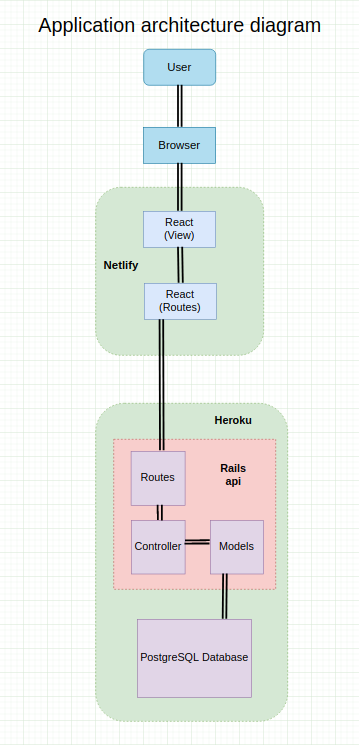 Application architecture diagram
User
Browser
React
(View)
Netlify
React
(Routes)
Heroku
Rails
api
Routes
Controller
Models
PostgreSQL Database